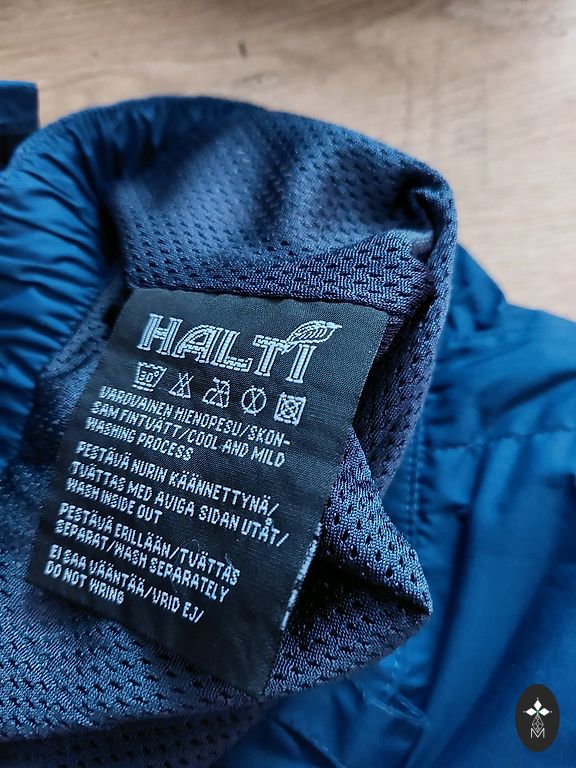 HALTI
30°
VAROVAINEN HIENOPESU/SKON-
SAM FINTVÄTT/COOL AND MILD
WASHING PROCESS
PESTÄVÄ NURIN KÄÄNNETTYNÄ/
TVÄTTAS MED AVIGA SIDAN UTÅT/
WASH INSIDE OUT
PESTÄVÄ ERILLÄÄN/TVÄTTAS
SEPARAT/WASH SEPARATELY
EI SAA VÄÄNTÄÄ/VRID EJ/
DO NOT WRING
M